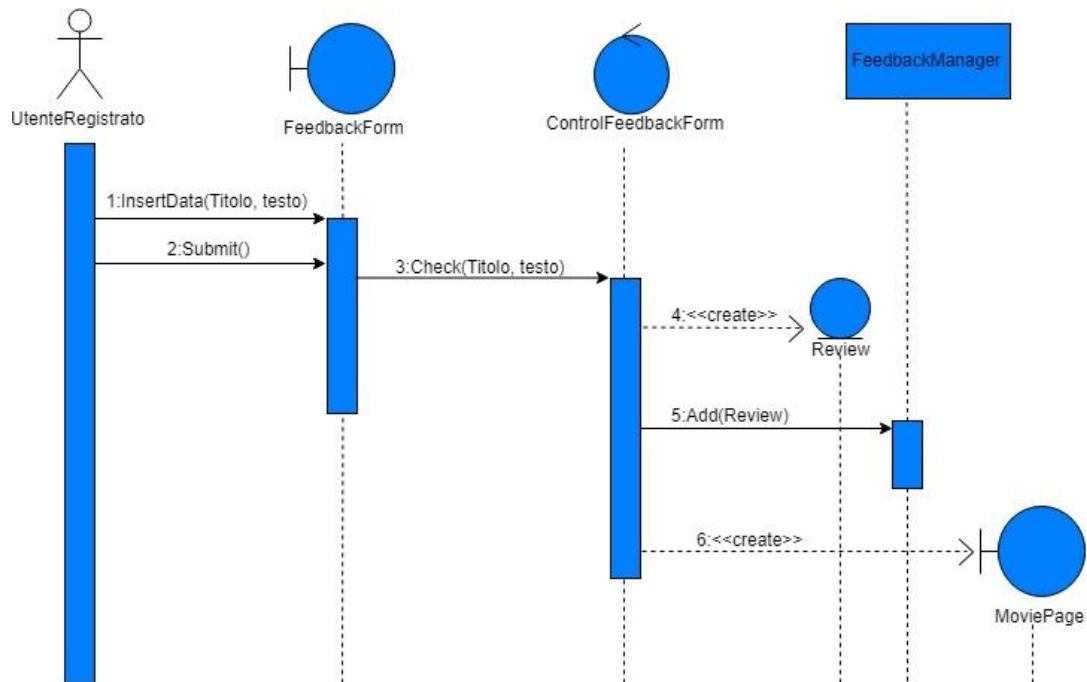 UtenteRegistrato
FeedbackForm
ControlFeedbackForm
FeedbackManager
1:InsertData(Titolo, testo)
2:Submit()
3:Check(Titolo, testo)
4:<<create>>
Review
5:Add(Review)
6:<<create>>
MoviePage